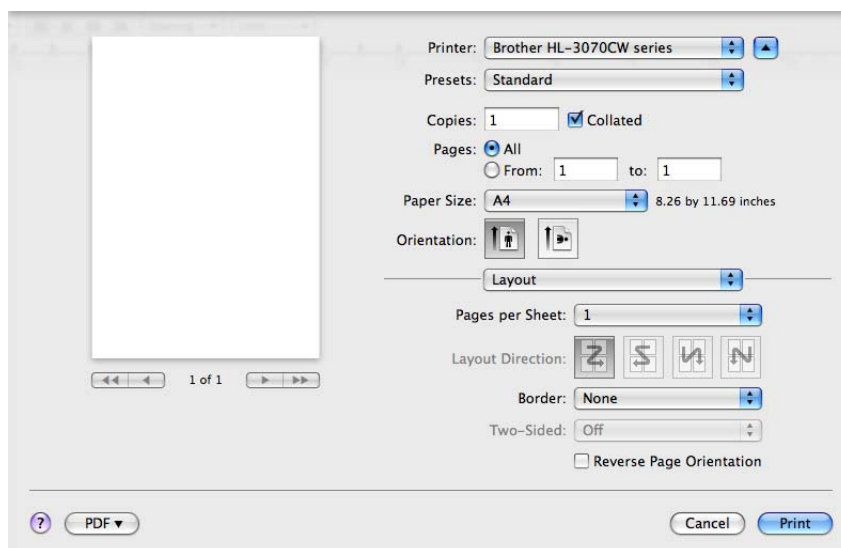 Printer: Brother HL-3070CW series
Presets: Standard
Copies: 1 Collated
Pages: All
From: 1 to: 1
Paper Size: A4 8.26 by 11.69 inches
Orientation:
Layout
Pages per Sheet: 1
Layout Direction:
Border: None
Two-Sided: Off
Reverse Page Orientation
1 of 1
? PDF ▼ Cancel Print